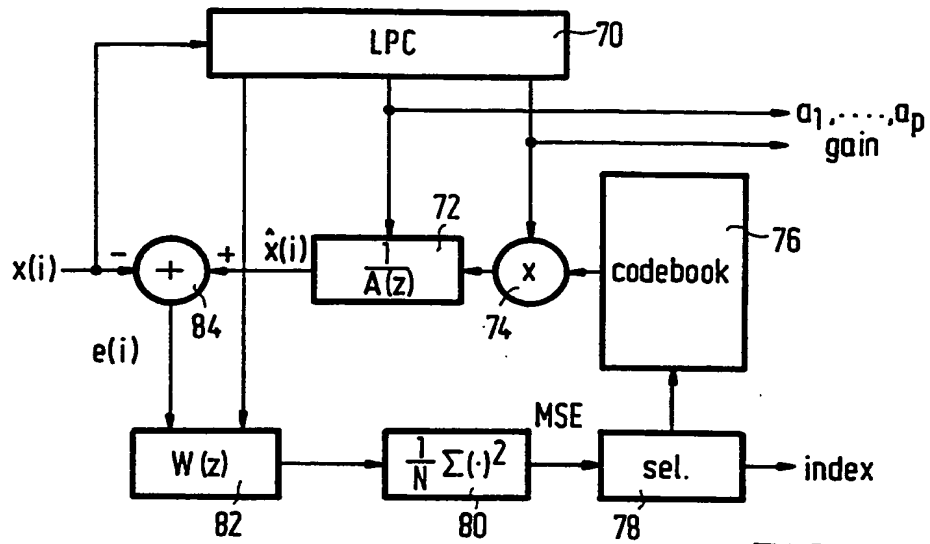 LPC
70
a₁,....,aₚ
gain
72
x̂(i)
76
x(i)
-
+
+
1/A(z)
x
codebook
84
74
e(i)
MSE
W(z)
1/N Σ(·)²
sel.
index
82
80
78